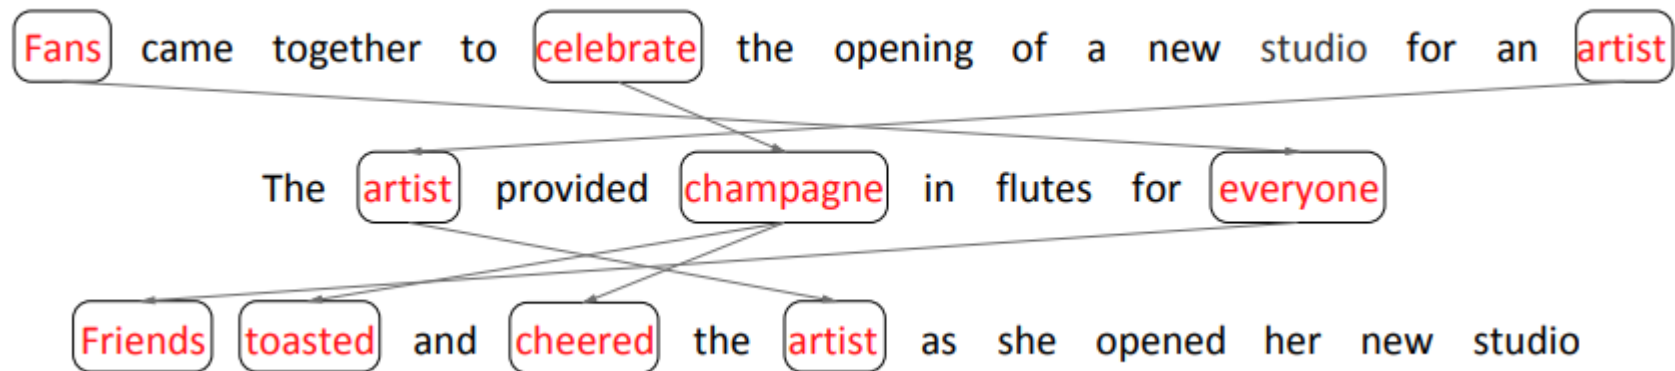 Fans came together to celebrate the opening of a new studio for an artist
The artist provided champagne in flutes for everyone
Friends toasted and cheered the artist as she opened her new studio